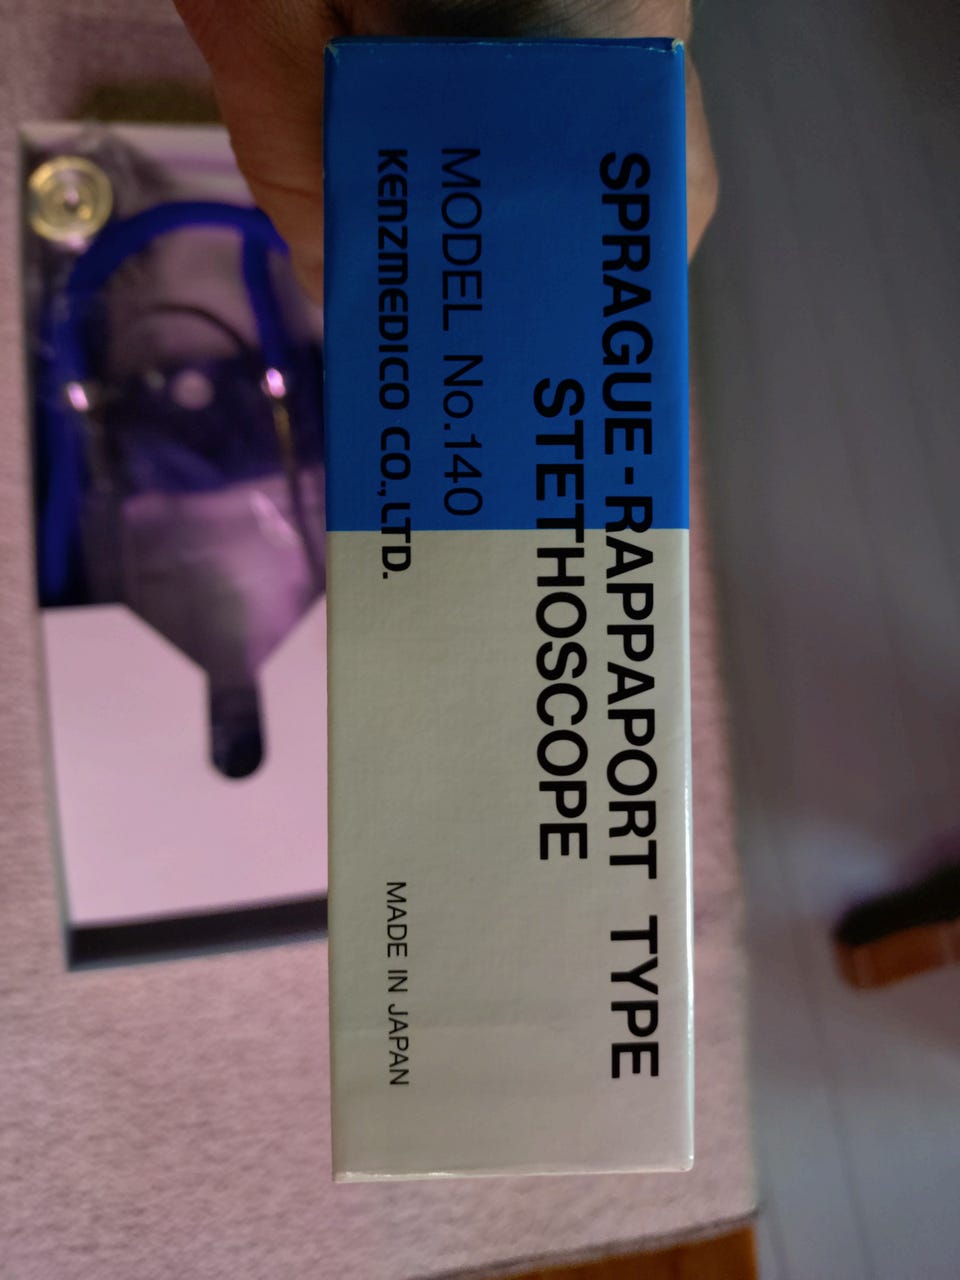 SPRAGUE-RAPPAPORT TYPE
STETHOSCOPE
MODEL No.140
KENZMEDICO CO.,LTD.
MADE IN JAPAN